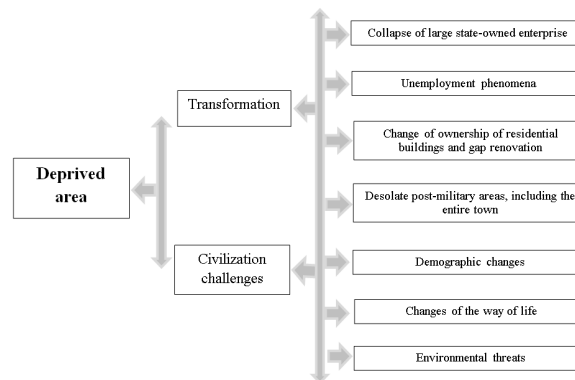 Deprived
area
Transformation
Civilization
challenges
Collapse of large state-owned enterprise
Unemployment phenomena
Change of ownership of residential
buildings and gap renovation
Desolate post-military areas, including the
entire town
Demographic changes
Changes of the way of life
Environmental threats